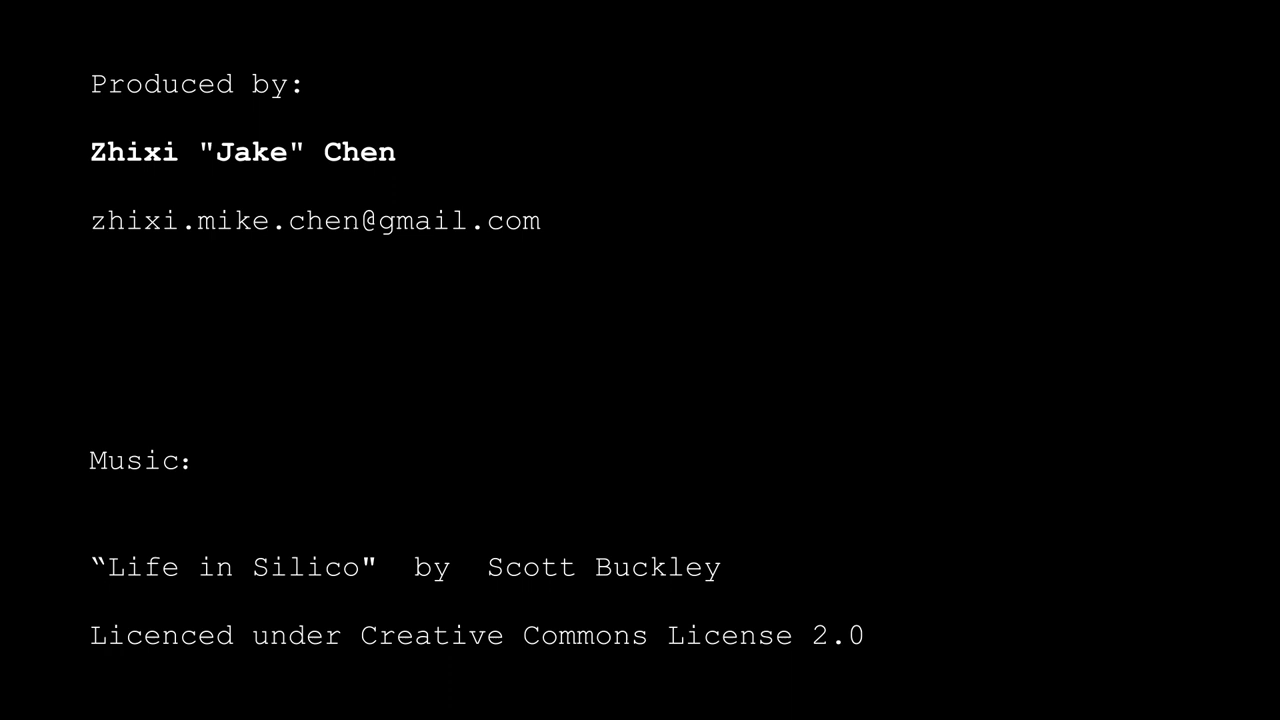 Produced by:
Zhixi "Jake" Chen
zhixi.mike.chen@gmail.com
Music:
“Life in Silico" by Scott Buckley
Licenced under Creative Commons License 2.0